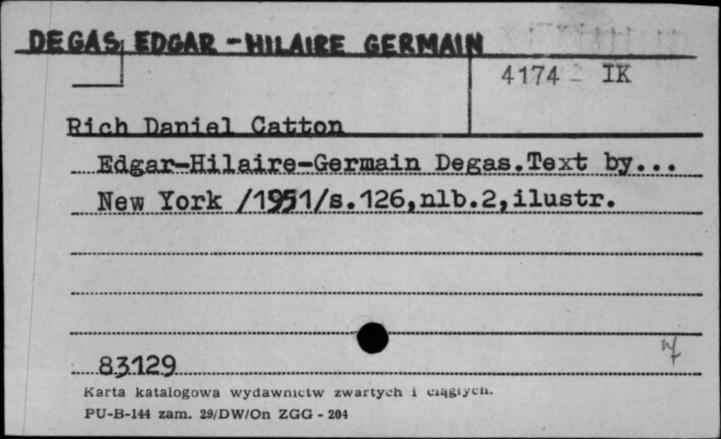 DEGAS, EDGAR - HILAIRE GERMAIN
4174 - IK
Rich Daniel Catton
Edgar-Hilaire-Germain Degas.Text by...
New York /1951/s.126,nlb.2,ilustr.
83129
Karta katalogowa wydawnictw zwartych i ciągłych.
PU-B-144 zam. 29/DW/On ZGG - 204